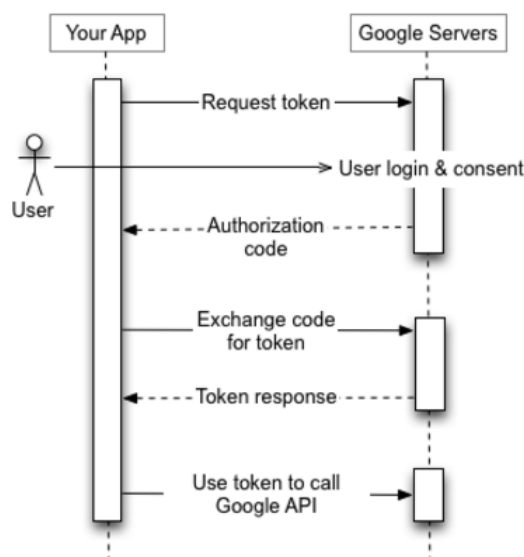 Your App
Google Servers
Request token
User login & consent
User
Authorization
code
Exchange code
for token
Token response
Use token to call
Google API